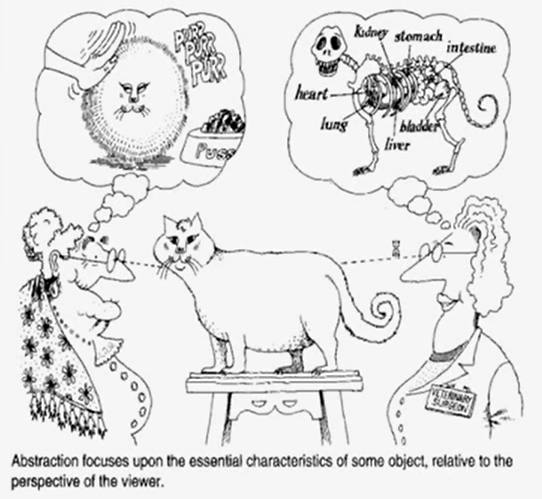 PURR
PURR
PURR
PUSS
Kidney
stomach
intestine
heart
lung
bladder
liver
VETERINARY
SURGEON
Abstraction focuses upon the essential characteristics of some object, relative to the
perspective of the viewer.